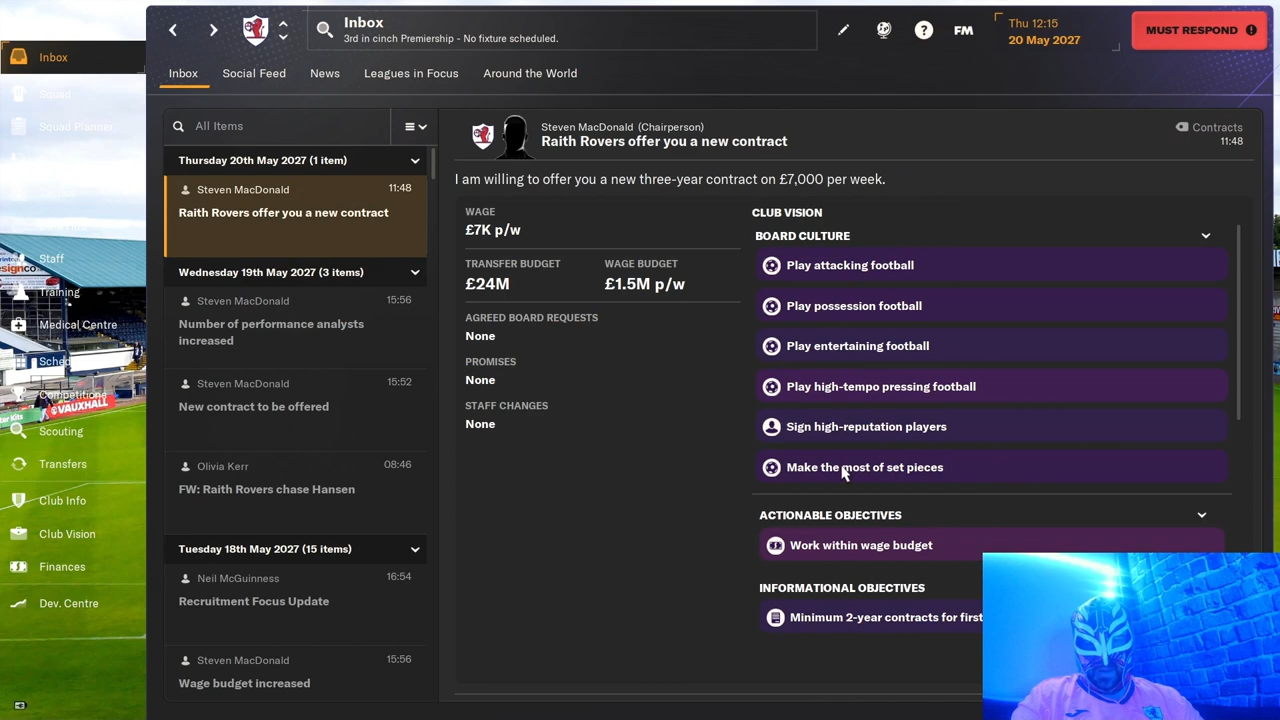 Inbox
3rd in cinch Premiership - No fixture scheduled.
FM
Thu 12:15
20 May 2027
MUST RESPOND
Inbox
Squad
Squad Planner
Staff
Training
Medical Centre
Sched
Competitions
Scouting
Transfers
Club Info
Club Vision
Finances
Dev. Centre
VAUXHALL
Inbox Social Feed News Leagues in Focus Around the World
All Items
Thursday 20th May 2027 (1 item)
Steven MacDonald 11:48
Raith Rovers offer you a new contract
Wednesday 19th May 2027 (3 items)
Steven MacDonald 15:56
Number of performance analysts
increased
Steven MacDonald 15:52
New contract to be offered
Olivia Kerr 08:46
FW: Raith Rovers chase Hansen
Tuesday 18th May 2027 (15 items)
Neil McGuinness 16:54
Recruitment Focus Update
Steven MacDonald 15:56
Wage budget increased
Steven MacDonald (Chairperson)
Raith Rovers offer you a new contract
Contracts
11:48
I am willing to offer you a new three-year contract on £7,000 per week.
WAGE
£7K p/w
TRANSFER BUDGET WAGE BUDGET
£24M £1.5M p/w
AGREED BOARD REQUESTS
None
PROMISES
None
STAFF CHANGES
None
CLUB VISION
BOARD CULTURE
Play attacking football
Play possession football
Play entertaining football
Play high-tempo pressing football
Sign high-reputation players
Make the most of set pieces
ACTIONABLE OBJECTIVES
Work within wage budget
INFORMATIONAL OBJECTIVES
Minimum 2-year contracts for first